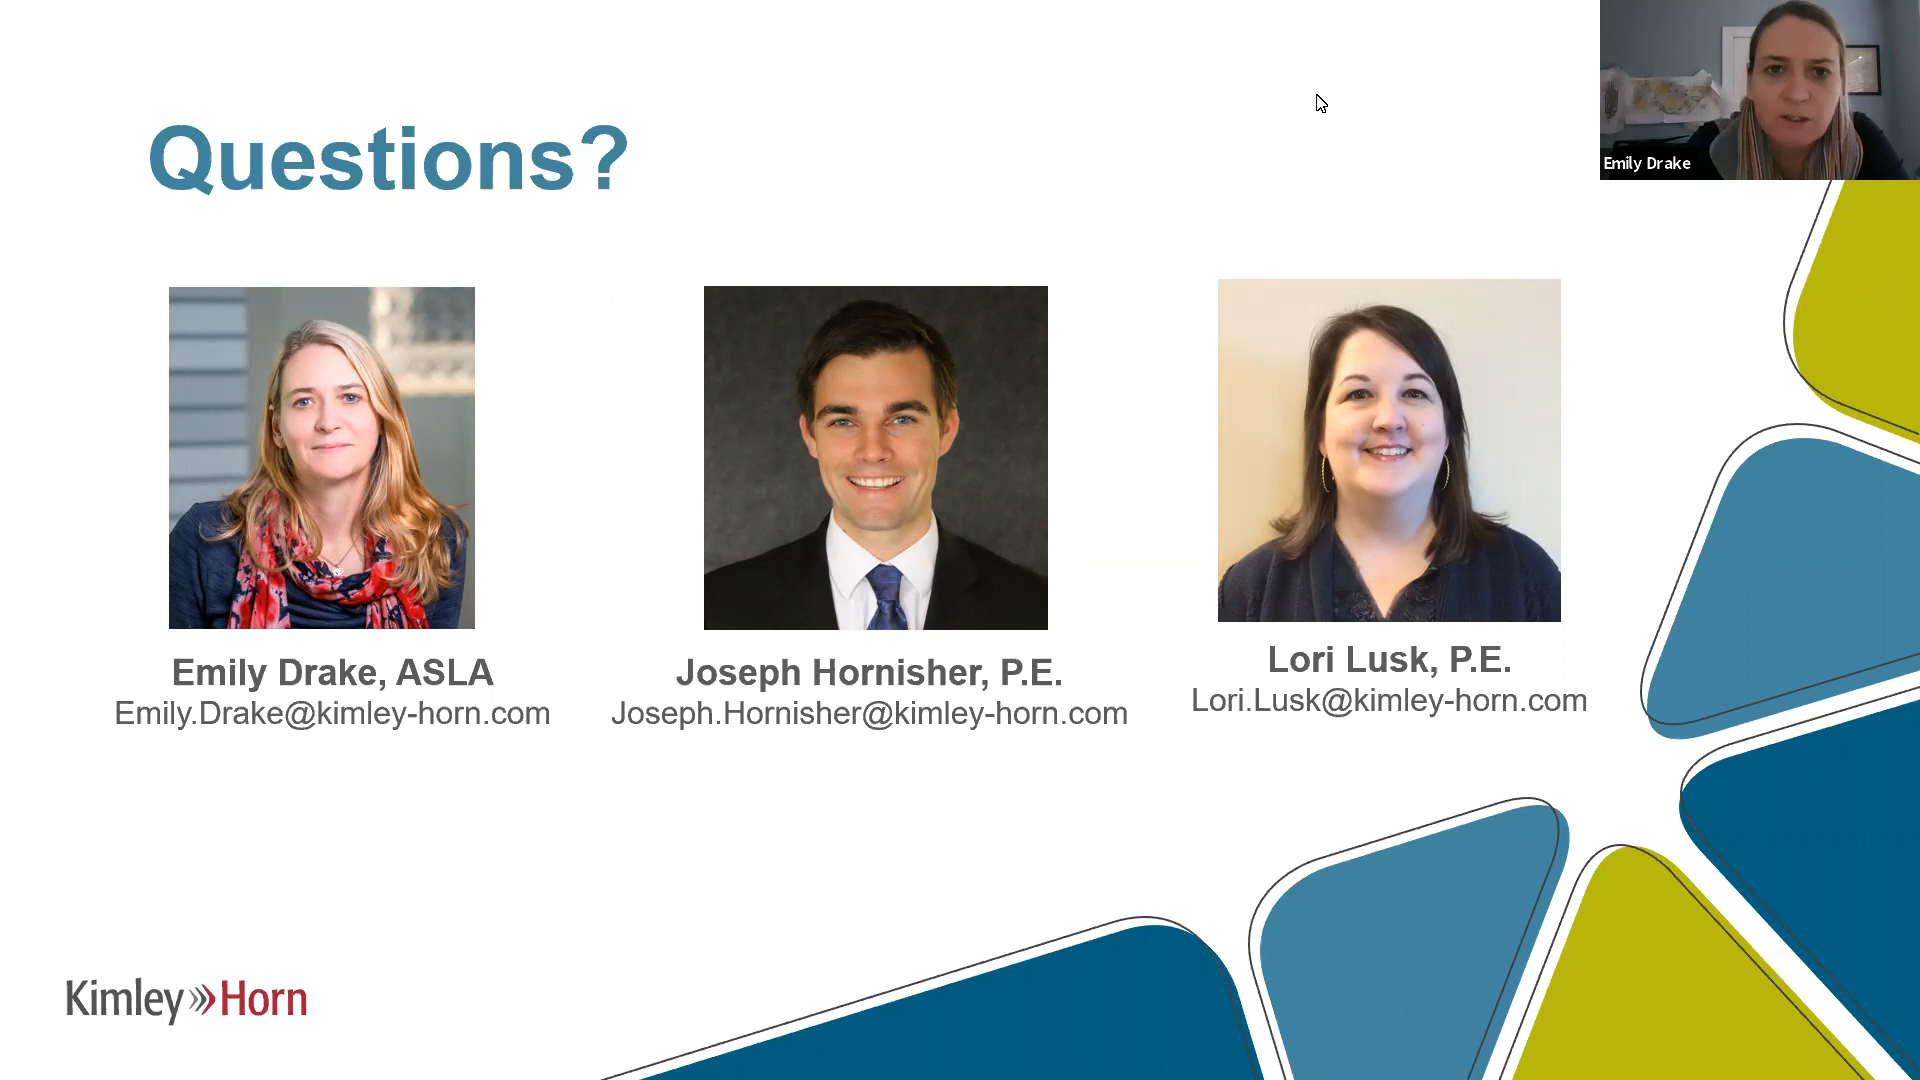 Emily Drake
Questions?
Emily Drake, ASLA
Emily.Drake@kimley-horn.com
Joseph Hornisher, P.E.
Joseph.Hornisher@kimley-horn.com
Lori Lusk, P.E.
Lori.Lusk@kimley-horn.com
Kimley»Horn